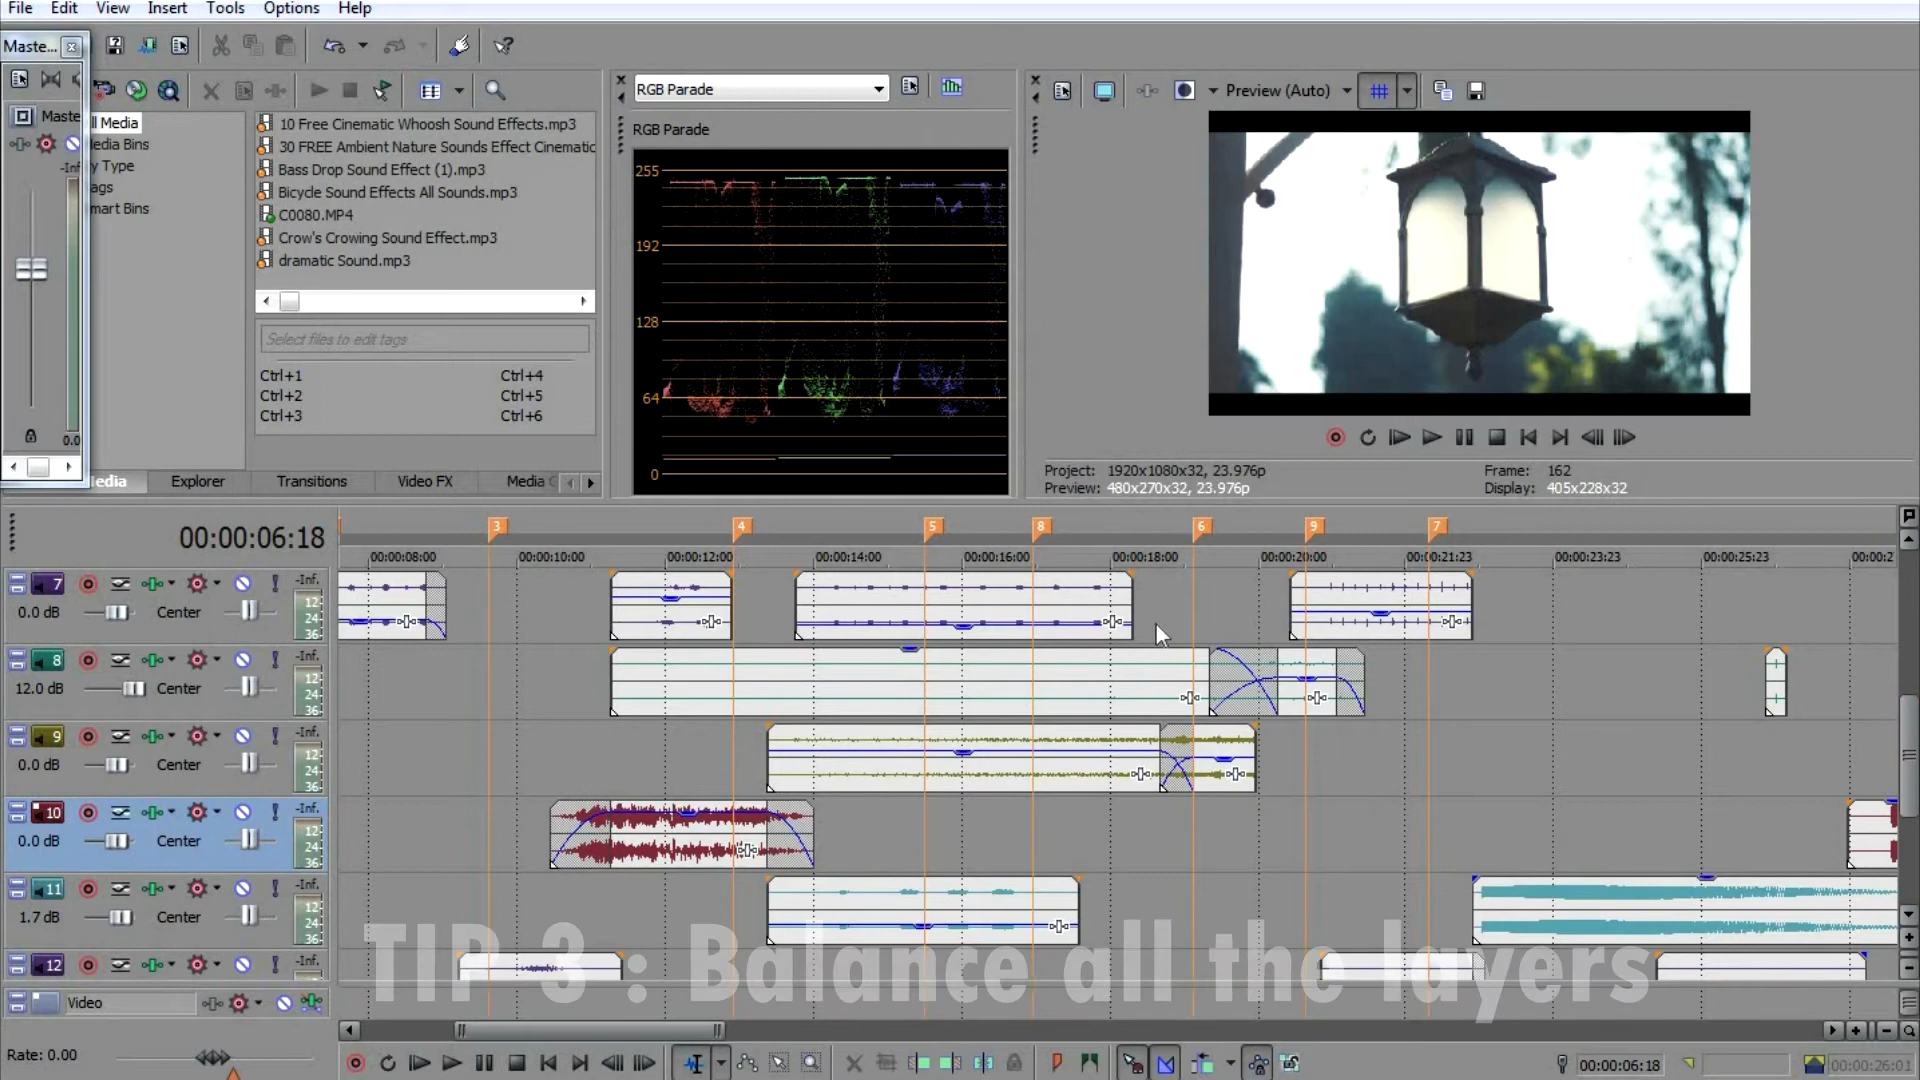 File Edit View Insert Tools Options Help
Maste...
Maste
ll Media
edia Bins
y Type
ags
mart Bins
-Inf
0.0
10 Free Cinematic Whoosh Sound Effects.mp3
30 FREE Ambient Nature Sounds Effect Cinematic
Bass Drop Sound Effect (1).mp3
Bicycle Sound Effects All Sounds.mp3
C0080.MP4
Crow's Crowing Sound Effect.mp3
dramatic Sound.mp3
Select files to edit tags
Ctrl+1 Ctrl+4
Ctrl+2 Ctrl+5
Ctrl+3 Ctrl+6
edia Explorer Transitions Video FX Media
RGB Parade
RGB Parade
255
192
128
64
0
Preview (Auto)
Project: 1920x1080x32, 23.976p Frame: 162
Preview: 480x270x32, 23.976p Display: 405x228x32
00:00:06:18
3 4 5 8 6 9 7
00:00:08:00 00:00:10:00 00:00:12:00 00:00:14:00 00:00:16:00 00:00:18:00 00:00:20:00 00:00:21:23 00:00:23:23 00:00:25:23 00:00:2
7 -Inf.
0.0 dB Center 12 24 36
8 -Inf.
12.0 dB Center 12 24 36
9 -Inf.
0.0 dB Center 12 24 36
10 -Inf.
0.0 dB Center 12 24 36
11 -Inf.
1.7 dB Center 12 24 36
12 -Inf.
TIP 3 : Balance all the layers
Video
Rate: 0.00
00:00:06:18 00:00:26:01